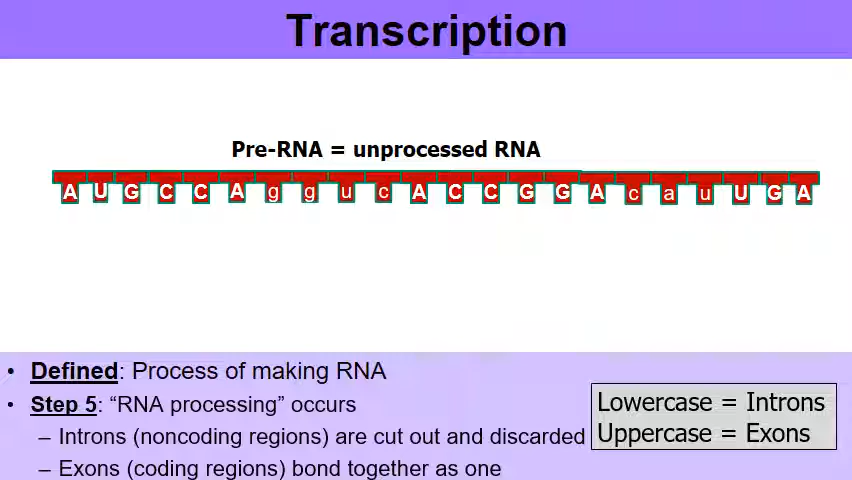 Transcription
Pre-RNA = unprocessed RNA
A U G C C A g g u c A C C G G A c a u U G A
• Defined: Process of making RNA
• Step 5: “RNA processing” occurs
– Introns (noncoding regions) are cut out and discarded
– Exons (coding regions) bond together as one
Lowercase = Introns
Uppercase = Exons